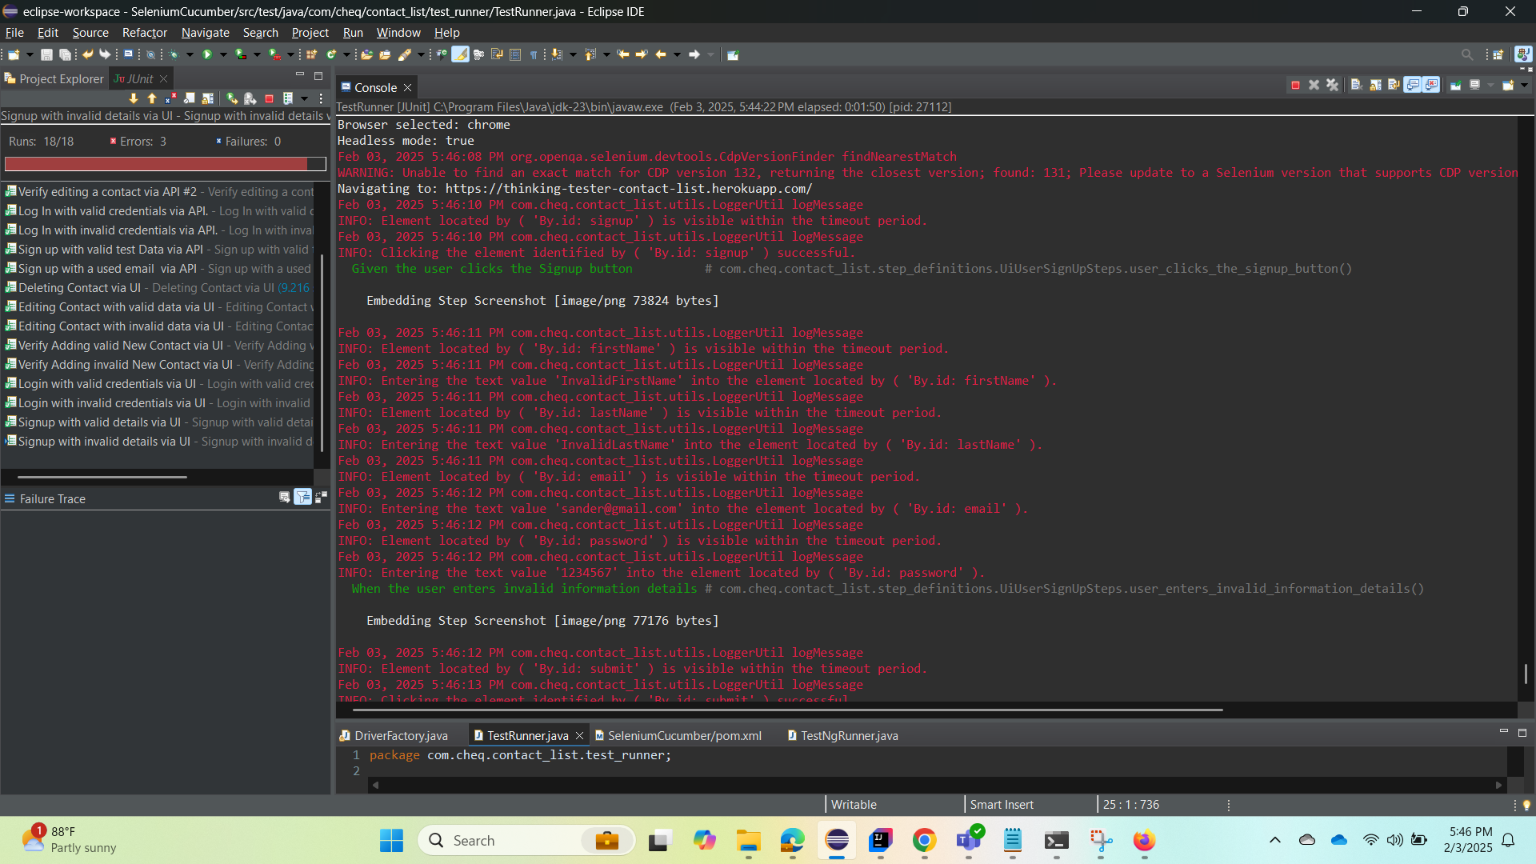 eclipse-workspace - SeleniumCucumber/src/test/java/com/cheq/contact_list/test_runner/TestRunner.java - Eclipse IDE
File Edit Source Refactor Navigate Search Project Run Window Help
Project Explorer JUnit
Console
Signup with invalid details via UI - Signup with invalid details v
Runs: 18/18 Errors: 3 Failures: 0
Verify editing a contact via API #2 - Verify editing a cont
Log In with valid credentials via API. - Log In with valid c
Log In with invalid credentials via API. - Log In with inval
Sign up with valid test Data via API - Sign up with valid
Sign up with a used email via API - Sign up with a used
Deleting Contact via UI - Deleting Contact via UI (9.216
Editing Contact with valid data via UI - Editing Contact v
Editing Contact with invalid data via UI - Editing Contac
Verify Adding valid New Contact via UI - Verify Adding v
Verify Adding invalid New Contact via UI - Verify Adding
Login with valid credentials via UI - Login with valid cred
Login with invalid credentials via UI - Login with invalid
Signup with valid details via UI - Signup with valid detai
Signup with invalid details via UI - Signup with invalid d
Failure Trace
TestRunner [JUnit] C:\Program Files\Java\jdk-23\bin\javaw.exe (Feb 3, 2025, 5:44:22 PM elapsed: 0:01:50) [pid: 27112]
Browser selected: chrome
Headless mode: true
Feb 03, 2025 5:46:08 PM org.openqa.selenium.devtools.CdpVersionFinder findNearestMatch
WARNING: Unable to find an exact match for CDP version 132, returning the closest version; found: 131; Please update to a Selenium version that supports CDP version
Navigating to: https://thinking-tester-contact-list.herokuapp.com/
Feb 03, 2025 5:46:10 PM com.cheq.contact_list.utils.LoggerUtil logMessage
INFO: Element located by ( 'By.id: signup' ) is visible within the timeout period.
Feb 03, 2025 5:46:10 PM com.cheq.contact_list.utils.LoggerUtil logMessage
INFO: Clicking the element identified by ( 'By.id: signup' ) successful.
Given the user clicks the Signup button # com.cheq.contact_list.step_definitions.UiUserSignUpSteps.user_clicks_the_signup_button()
Embedding Step Screenshot [image/png 73824 bytes]
Feb 03, 2025 5:46:11 PM com.cheq.contact_list.utils.LoggerUtil logMessage
INFO: Element located by ( 'By.id: firstName' ) is visible within the timeout period.
Feb 03, 2025 5:46:11 PM com.cheq.contact_list.utils.LoggerUtil logMessage
INFO: Entering the text value 'InvalidFirstName' into the element located by ( 'By.id: firstName' ).
Feb 03, 2025 5:46:11 PM com.cheq.contact_list.utils.LoggerUtil logMessage
INFO: Element located by ( 'By.id: lastName' ) is visible within the timeout period.
Feb 03, 2025 5:46:11 PM com.cheq.contact_list.utils.LoggerUtil logMessage
INFO: Entering the text value 'InvalidLastName' into the element located by ( 'By.id: lastName' ).
Feb 03, 2025 5:46:11 PM com.cheq.contact_list.utils.LoggerUtil logMessage
INFO: Element located by ( 'By.id: email' ) is visible within the timeout period.
Feb 03, 2025 5:46:12 PM com.cheq.contact_list.utils.LoggerUtil logMessage
INFO: Entering the text value 'sander@gmail.com' into the element located by ( 'By.id: email' ).
Feb 03, 2025 5:46:12 PM com.cheq.contact_list.utils.LoggerUtil logMessage
INFO: Element located by ( 'By.id: password' ) is visible within the timeout period.
Feb 03, 2025 5:46:12 PM com.cheq.contact_list.utils.LoggerUtil logMessage
INFO: Entering the text value '1234567' into the element located by ( 'By.id: password' ).
When the user enters invalid information details # com.cheq.contact_list.step_definitions.UiUserSignUpSteps.user_enters_invalid_information_details()
Embedding Step Screenshot [image/png 77176 bytes]
Feb 03, 2025 5:46:12 PM com.cheq.contact_list.utils.LoggerUtil logMessage
INFO: Element located by ( 'By.id: submit' ) is visible within the timeout period.
Feb 03, 2025 5:46:13 PM com.cheq.contact_list.utils.LoggerUtil logMessage
INFO: Clicking the element identified by ( 'By.id: submit' ) successful.
DriverFactory.java TestRunner.java SeleniumCucumber/pom.xml TestNgRunner.java
1 package com.cheq.contact_list.test_runner;
2
Writable Smart Insert 25 : 1 : 736
1 88°F
Partly sunny
Search
5:46 PM
2/3/2025